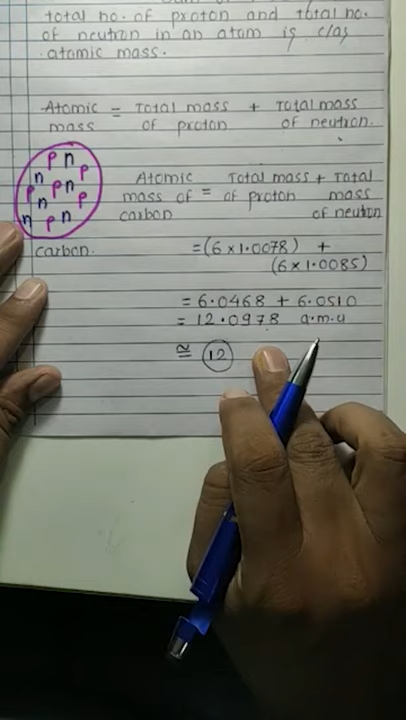 total no. of proton and total no.
of neutron in an atom is c/as
atomic mass.
Atomic = Total mass + Total mass
mass of proton of neutron.
p n
n p
p p n
n p
n p n
Atomic Total mass + Total
mass of = of proton mass
carbon of neutron
carbon. =(6×1.0078) +
(6×1.0085)
= 6.0468 + 6.0510
= 12.0978 a.m.u
≅ 12